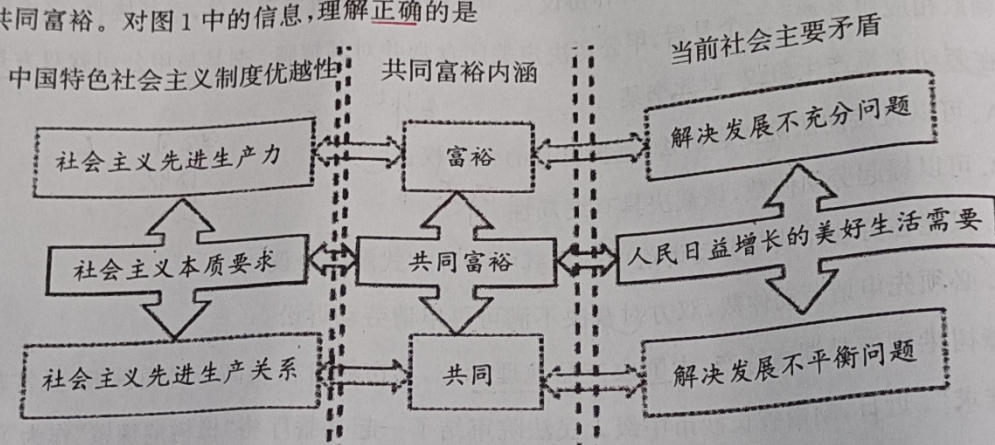 共同富裕。对图1中的信息,理解正确的是
中国特色社会主义制度优越性
共同富裕内涵
当前社会主要矛盾
社会主义先进生产力
富裕
解决发展不充分问题
社会主义本质要求
共同富裕
人民日益增长的美好生活需要
社会主义先进生产关系
共同
解决发展不平衡问题